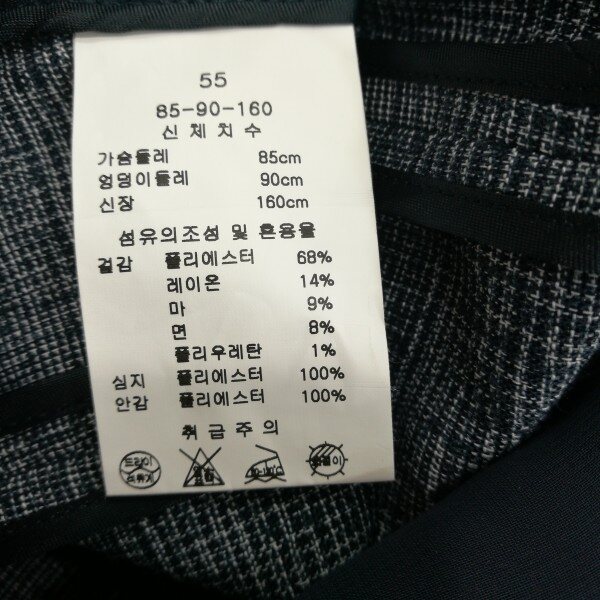 55
85-90-160
신체치수
가슴둘레 85cm
엉덩이둘레 90cm
신장 160cm
섬유의조성 및 혼용율
겉감 폴리에스터 68%
레이온 14%
마 9%
면 8%
폴리우레탄 1%
심지 폴리에스터 100%
안감 폴리에스터 100%
취급주의
드라이